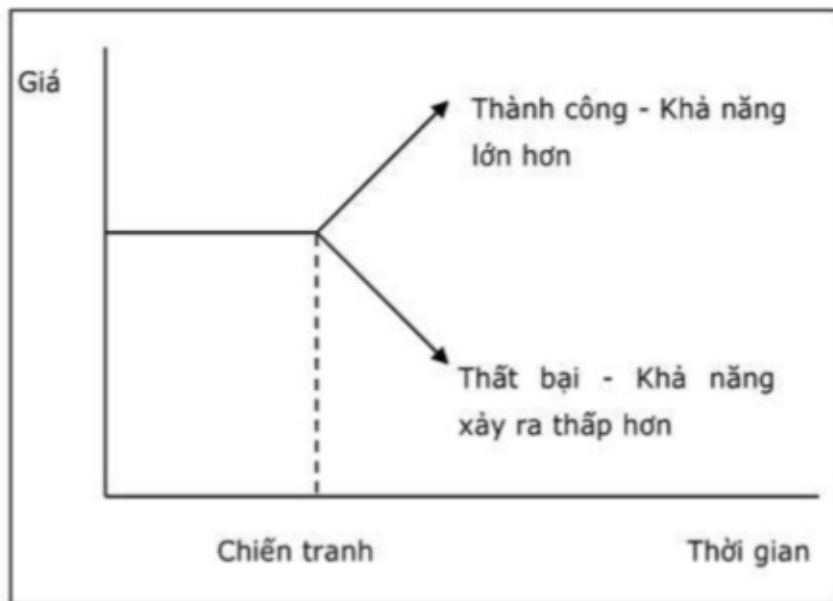 Giá
Thành công - Khả năng
lớn hơn
Thất bại - Khả năng
xảy ra thấp hơn
Chiến tranh
Thời gian